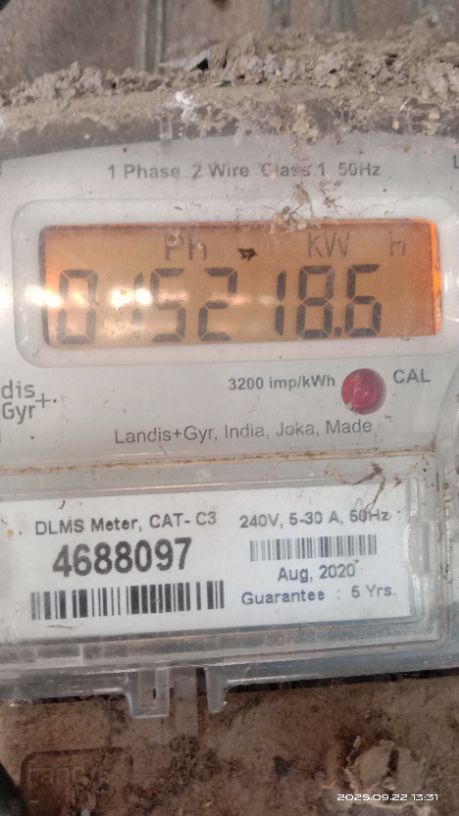 1 Phase 2 Wire Class 1 50Hz
Ph KW H
015218.6
3200 imp/kWh CAL
dis
Gyr+
Landis+Gyr, India, Joka, Made
DLMS Meter, CAT- C3 240V, 5-30 A, 50Hz
4688097
Aug, 2020
Guarantee : 5 Yrs.
2025.09.22 13:31